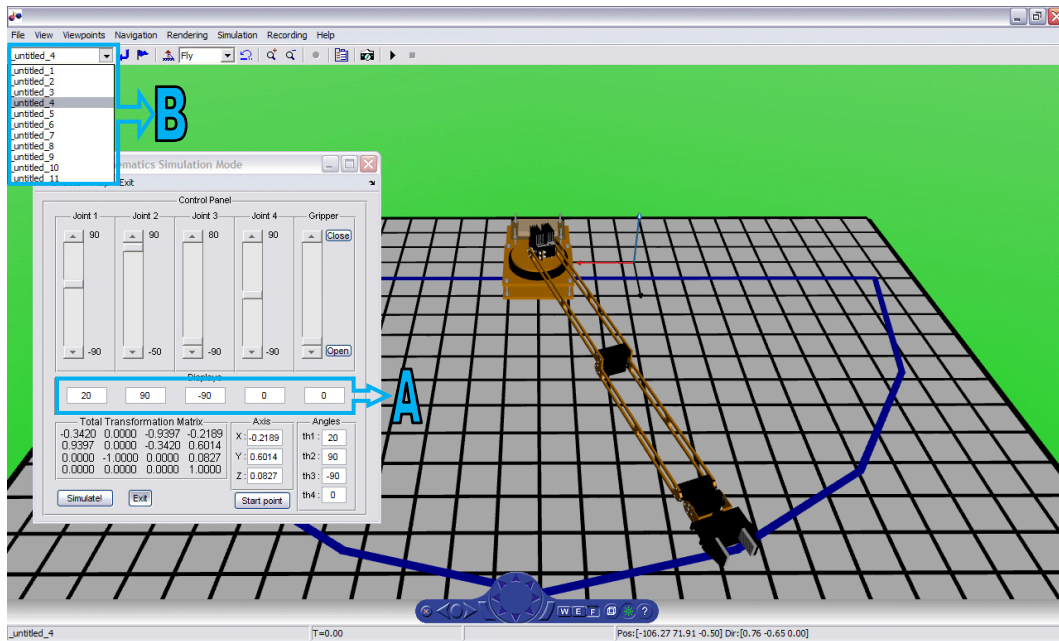 File View Viewpoints Navigation Rendering Simulation Recording Help
_untitled_4 Fly
_untitled_1
_untitled_2
_untitled_3
_untitled_4
_untitled_5
_untitled_6
_untitled_7
_untitled_8
_untitled_9
_untitled_10
_untitled_11
B
Simulation Mode
Exit
Control Panel
Joint 1 Joint 2 Joint 3 Joint 4 Gripper
90 90 80 90 Close
-90 -50 -90 -90 Open
Displays
20 90 -90 0 0
A
Total Transformation Matrix
-0.3420 0.0000 -0.9397 -0.2189
0.9397 0.0000 -0.3420 0.6014
0.0000 -1.0000 0.0000 0.0827
0.0000 0.0000 0.0000 1.0000
Simulate! Exit
Axis
X : -0.2189
Y : 0.6014
Z : 0.0827
Start point
Angles
th1 : 20
th2 : 90
th3 : -90
th4 : 0
W E F ?
_untitled_4 T=0.00 Pos:[-106.27 71.91 -0.50] Dir:[0.76 -0.65 0.00]